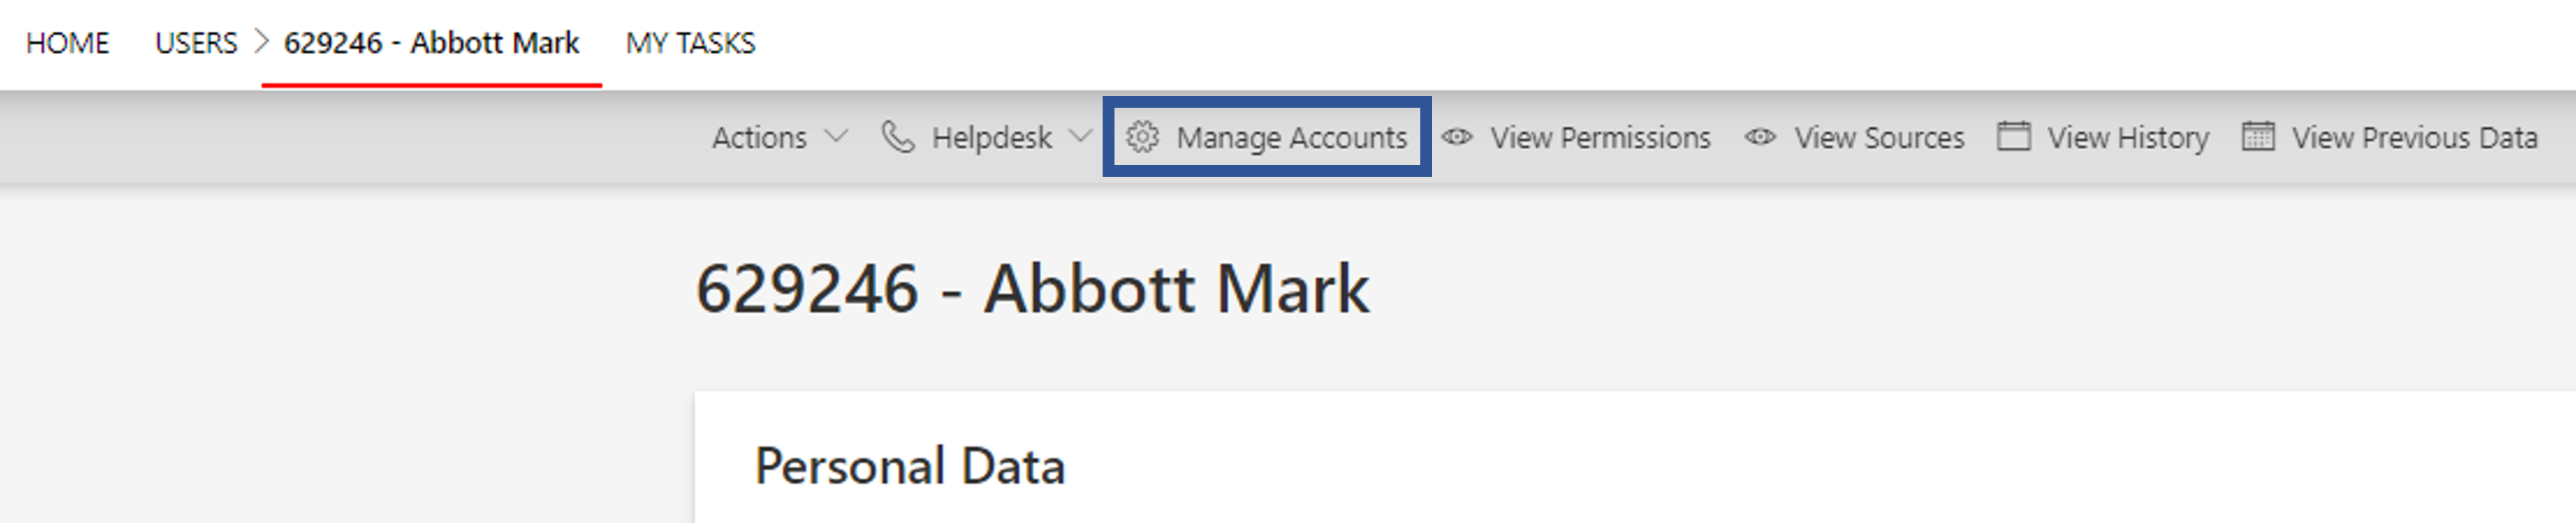 HOME USERS > 629246 - Abbott Mark MY TASKS
Actions Helpdesk Manage Accounts View Permissions View Sources View History View Previous Data
629246 - Abbott Mark
Personal Data